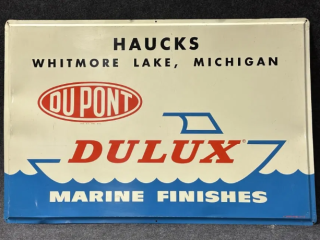 HAUCKS
WHITMORE LAKE, MICHIGAN
DU PONT
DULUX®
MARINE FINISHES